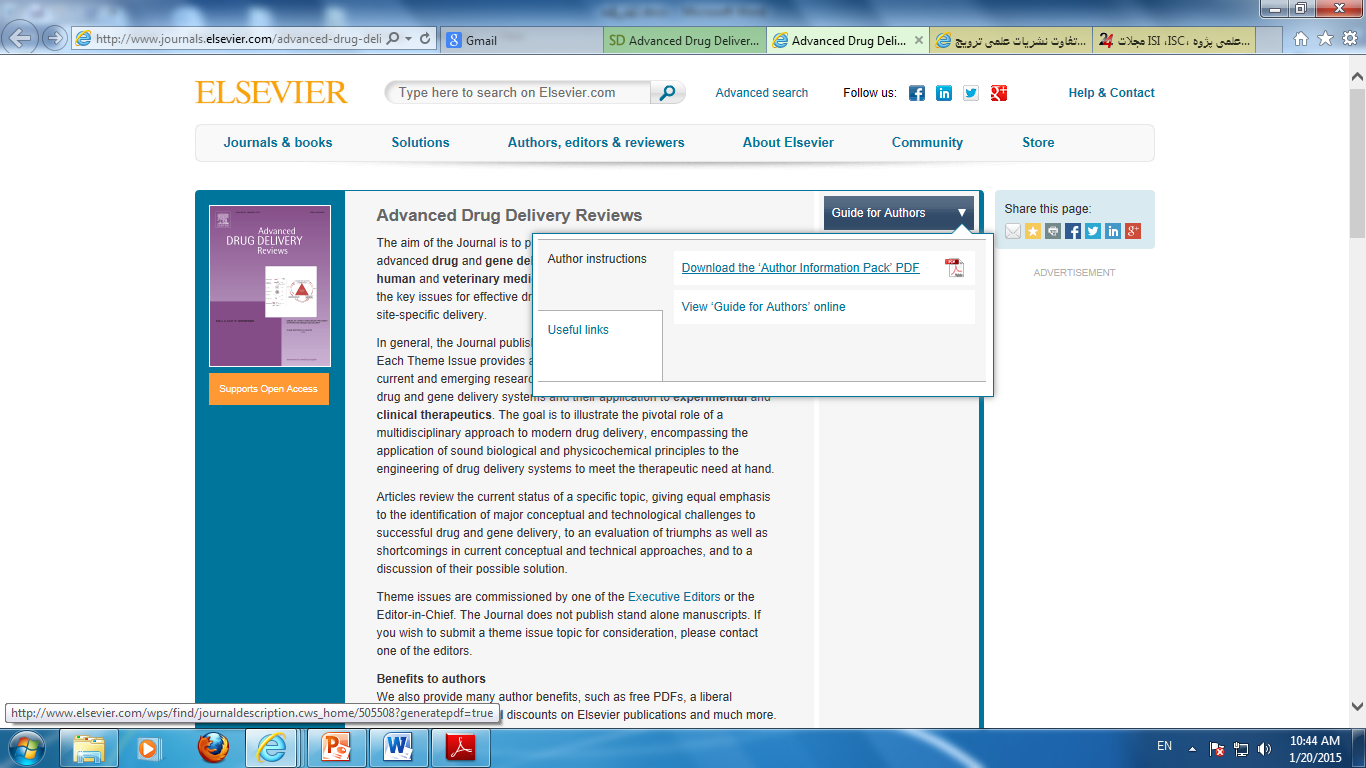 http://www.journals.elsevier.com/advanced-drug-deli
Gmail
SD Advanced Drug Deliver...
Advanced Drug Deli...
تفاوت نشریات علمی ترویج...
مجلات ISI ،ISC، علمی پژوه...
ELSEVIER
Type here to search on Elsevier.com
Advanced search
Follow us:
Help & Contact
Journals & books
Solutions
Authors, editors & reviewers
About Elsevier
Community
Store
Advanced
DRUG DELIVERY
Reviews
Supports Open Access
Advanced Drug Delivery Reviews
Guide for Authors
The aim of the Journal is to p
advanced drug and gene de
human and veterinary medi
the key issues for effective dr
site-specific delivery.
In general, the Journal publish
Each Theme Issue provides a
current and emerging researc
drug and gene delivery systems and their application to experimental and
clinical therapeutics. The goal is to illustrate the pivotal role of a
multidisciplinary approach to modern drug delivery, encompassing the
application of sound biological and physicochemical principles to the
engineering of drug delivery systems to meet the therapeutic need at hand.
Articles review the current status of a specific topic, giving equal emphasis
to the identification of major conceptual and technological challenges to
successful drug and gene delivery, to an evaluation of triumphs as well as
shortcomings in current conceptual and technical approaches, and to a
discussion of their possible solution.
Theme issues are commissioned by one of the Executive Editors or the
Editor-in-Chief. The Journal does not publish stand alone manuscripts. If
you wish to submit a theme issue topic for consideration, please contact
one of the editors.
Benefits to authors
We also provide many author benefits, such as free PDFs, a liberal
discounts on Elsevier publications and much more.
Author instructions
Useful links
Download the ‘Author Information Pack’ PDF
View ‘Guide for Authors’ online
Share this page:
ADVERTISEMENT
http://www.elsevier.com/wps/find/journaldescription.cws_home/505508?generatepdf=true
EN
10:44 AM
1/20/2015